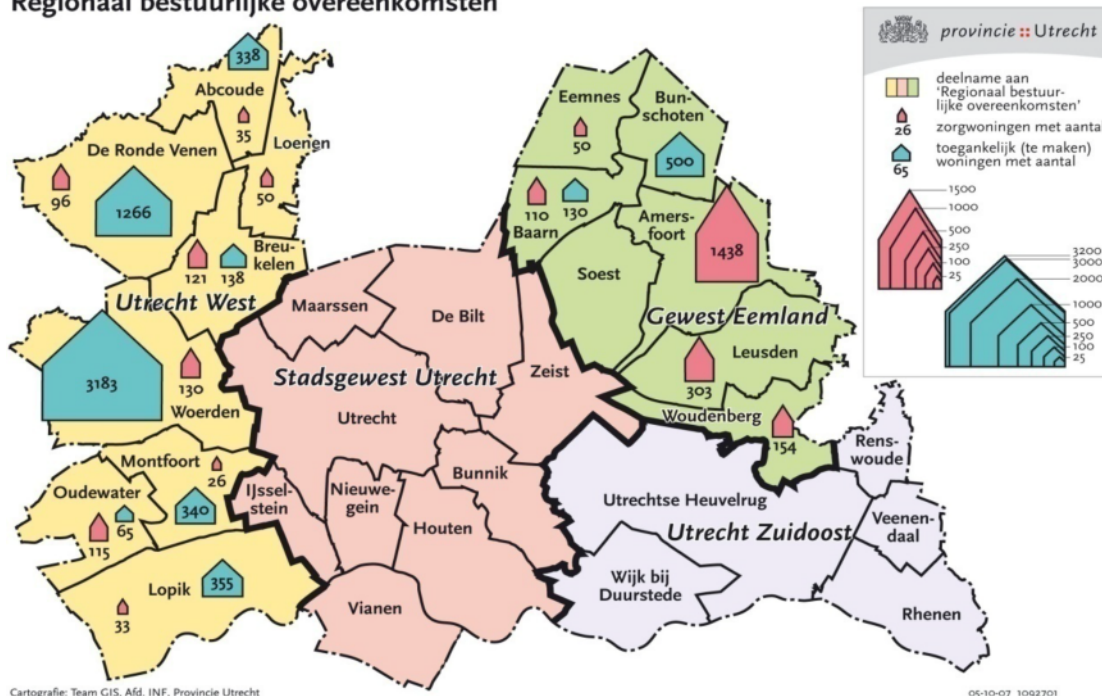 Regionaal bestuurlijke overeenkomsten
338
Abcoude
35
Loenen
De Ronde Venen
96
1266
50
Breu-
kelen
121
138
Utrecht West
3183
130
Woerden
Montfoort
26
Oudewater
65
115
340
Lopik
355
33
Eemnes
50
Bun-
schoten
500
110
130
Baarn
Amers-
foort
1438
Soest
Gewest Eemland
Leusden
303
Woudenberg
154
Maarssen
De Bilt
Zeist
Stadsgewest Utrecht
Utrecht
Bunnik
IJssel-
stein
Nieuwe-
gein
Houten
Vianen
Rens-
woude
Utrechtse Heuvelrug
Utrecht Zuidoost
Veenen-
daal
Wijk bij
Duurstede
Rhenen
provincie :: Utrecht
deelname aan
'Regionaal bestuur-
lijke overeenkomsten'
26 zorgwoningen met aantal
65 toegankelijk (te maken)
woningen met aantal
1500
1000
500
250
100
25
3200
3000
2000
1000
500
250
100
25
Cartografie: Team GIS, Afd. INF, Provincie Utrecht
05-10-07 1092701